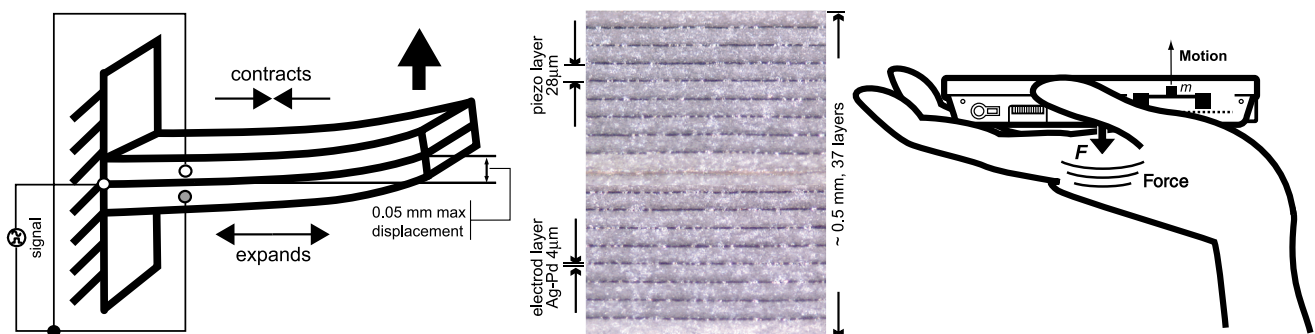 contracts
expands
0.05 mm max
displacement
signal
piezo layer
28μm
electrod layer
Ag-Pd 4μm
~ 0.5 mm, 37 layers
Motion
m
F
Force